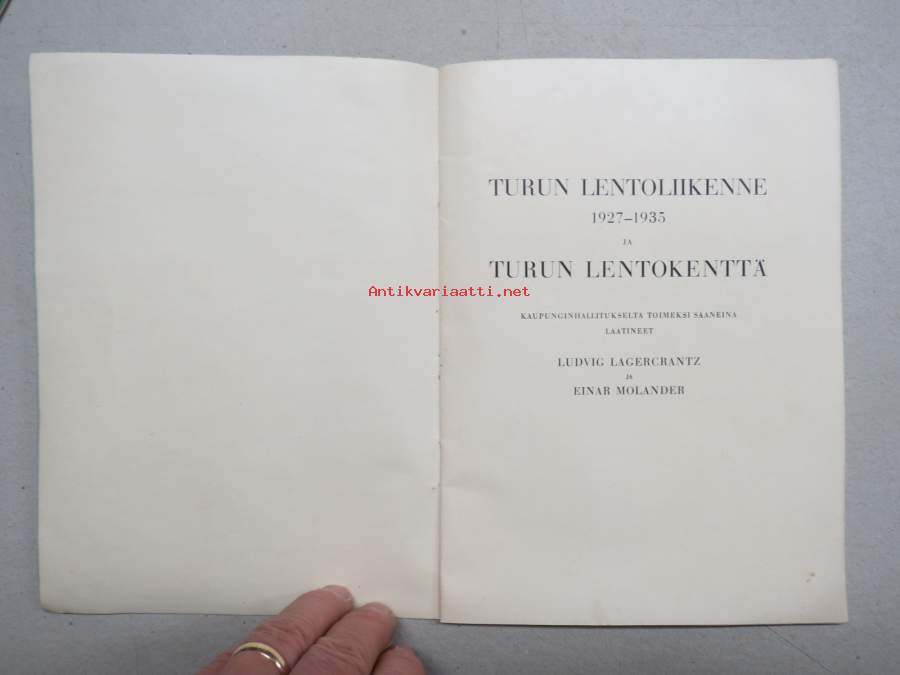 TURUN LENTOLIIKENNE
1927–1935
JA
TURUN LENTOKENTTÄ
Antikvariaatti.net
KAUPUNGINHALLITUKSELTA TOIMEKSI SAANEINA
LAATINEET
LUDVIG LAGERCRANTZ
JA
EINAR MOLANDER